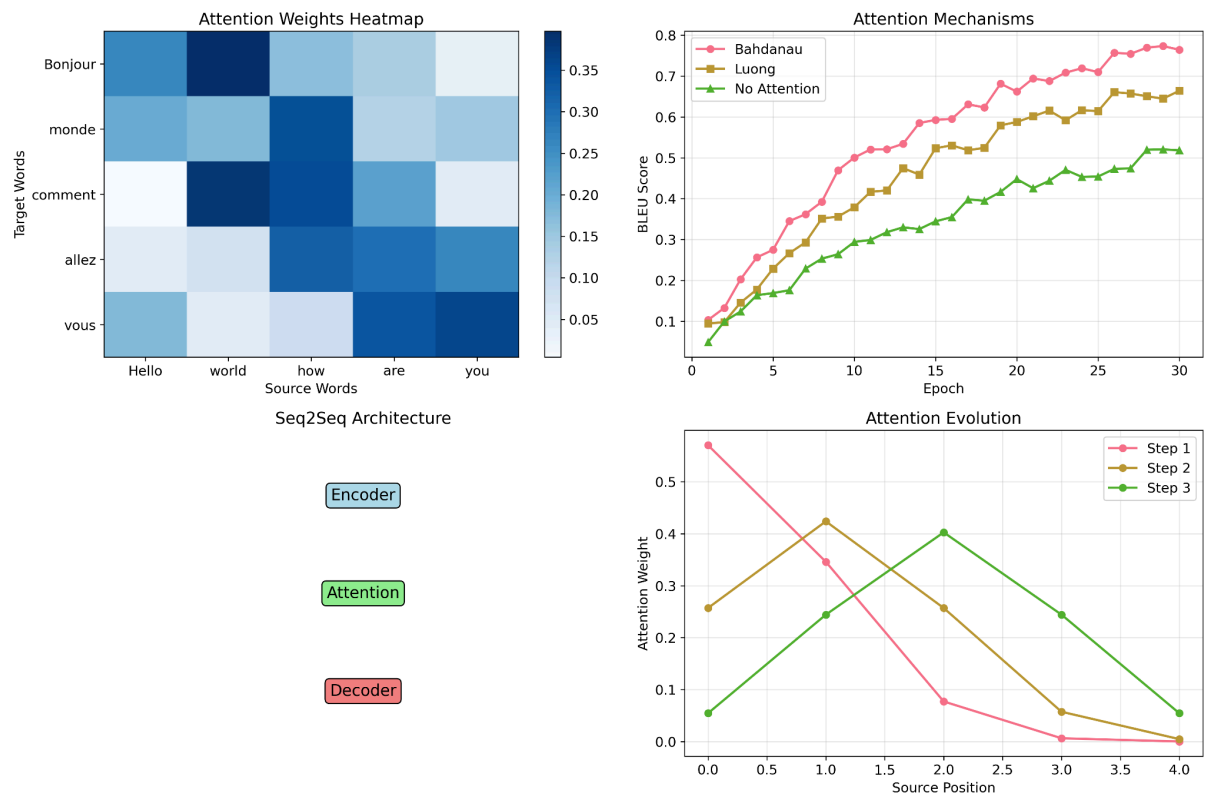 Attention Weights Heatmap
Target Words
Bonjour
monde
comment
allez
vous
Hello world how are you
Source Words
0.35
0.30
0.25
0.20
0.15
0.10
0.05
Attention Mechanisms
BLEU Score
0.8
0.7
0.6
0.5
0.4
0.3
0.2
0.1
Bahdanau
Luong
No Attention
0 5 10 15 20 25 30
Epoch
Seq2Seq Architecture
Encoder
Attention
Decoder
Attention Evolution
Attention Weight
0.5
0.4
0.3
0.2
0.1
0.0
Step 1
Step 2
Step 3
0.0 0.5 1.0 1.5 2.0 2.5 3.0 3.5 4.0
Source Position